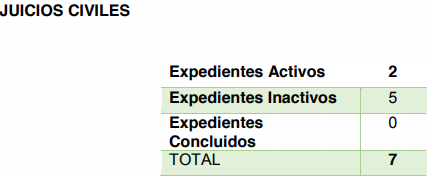 JUICIOS CIVILES
Expedientes Activos 2
Expedientes Inactivos 5
Expedientes 0
Concluidos
TOTAL 7